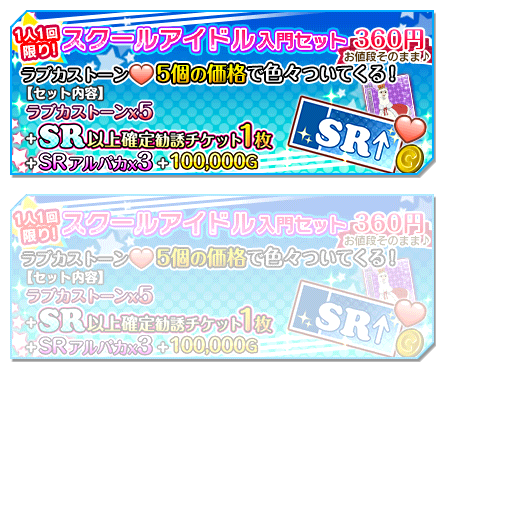 1人1回限り! スクールアイドル入門セット 360円
お値段そのまま♪
ラブカストーン♥5個の価格で色々ついてくる!
【セット内容】
ラブカストーン×5
+SR以上確定勧誘チケット1枚
+SRアルパカ×3 +100,000G
SR↑
G
1人1回限り! スクールアイドル入門セット 360円
お値段そのまま♪
ラブカストーン♥5個の価格で色々ついてくる!
【セット内容】
ラブカストーン×5
+SR以上確定勧誘チケット1枚
+SRアルパカ×3 +100,000G
SR↑
G